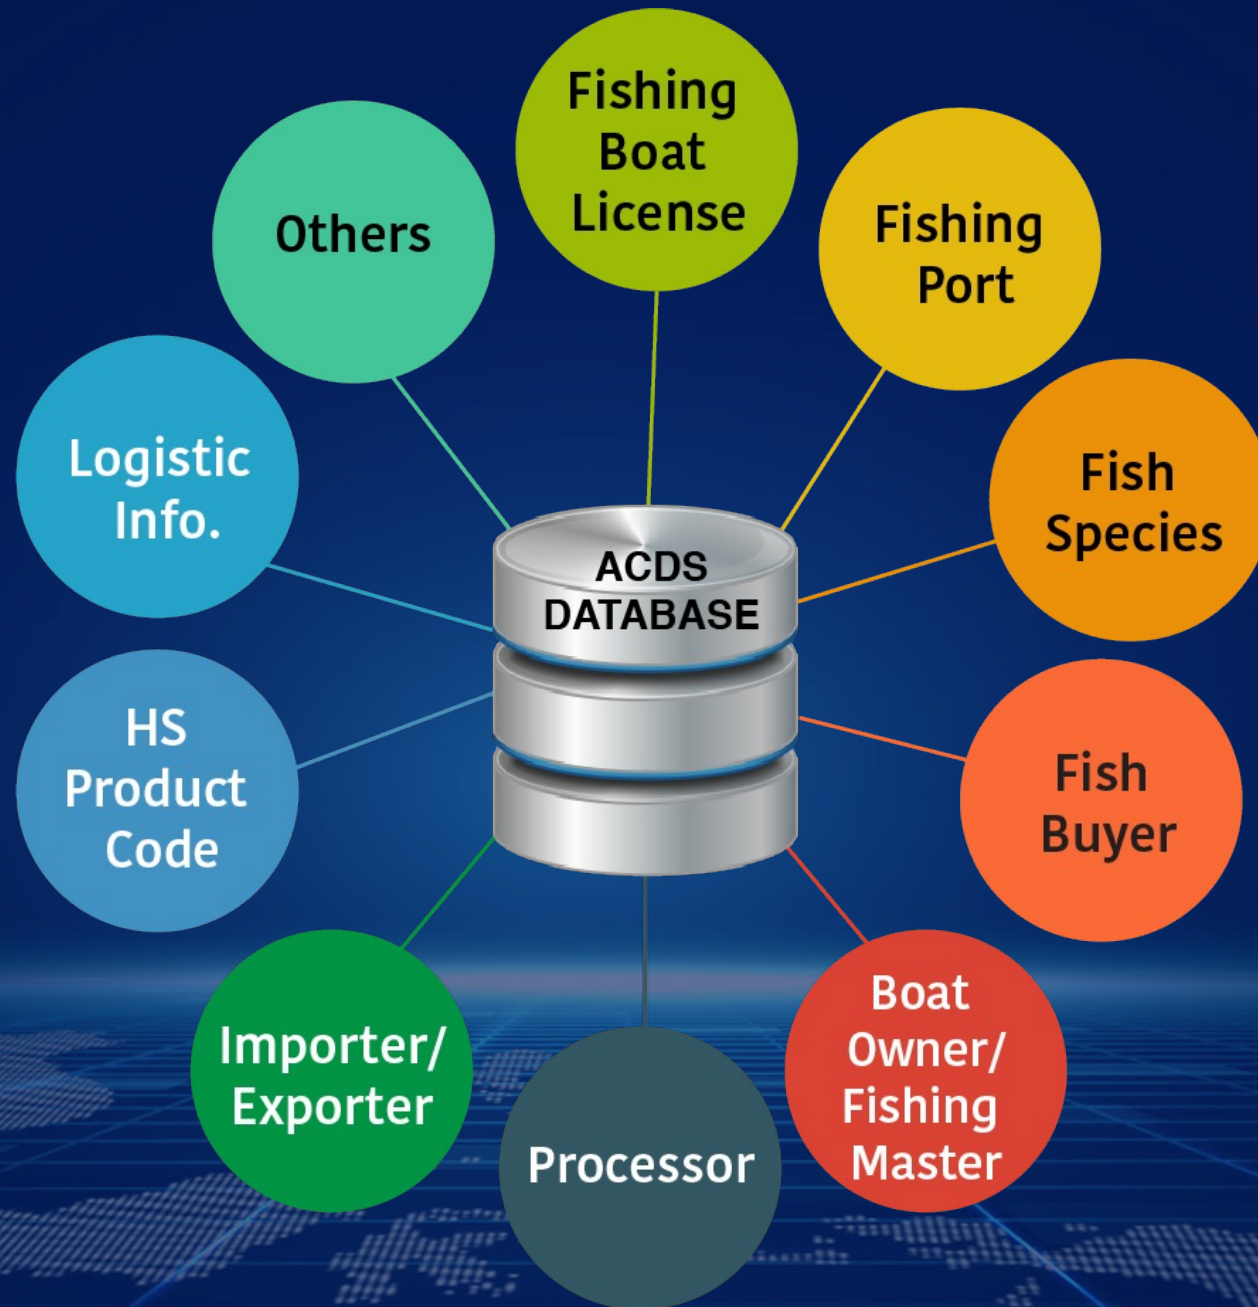 Fishing
Boat
License
Others
Fishing
Port
Logistic
Info.
Fish
Species
ACDS
DATABASE
HS
Product
Code
Fish
Buyer
Importer/
Exporter
Processor
Boat
Owner/
Fishing
Master